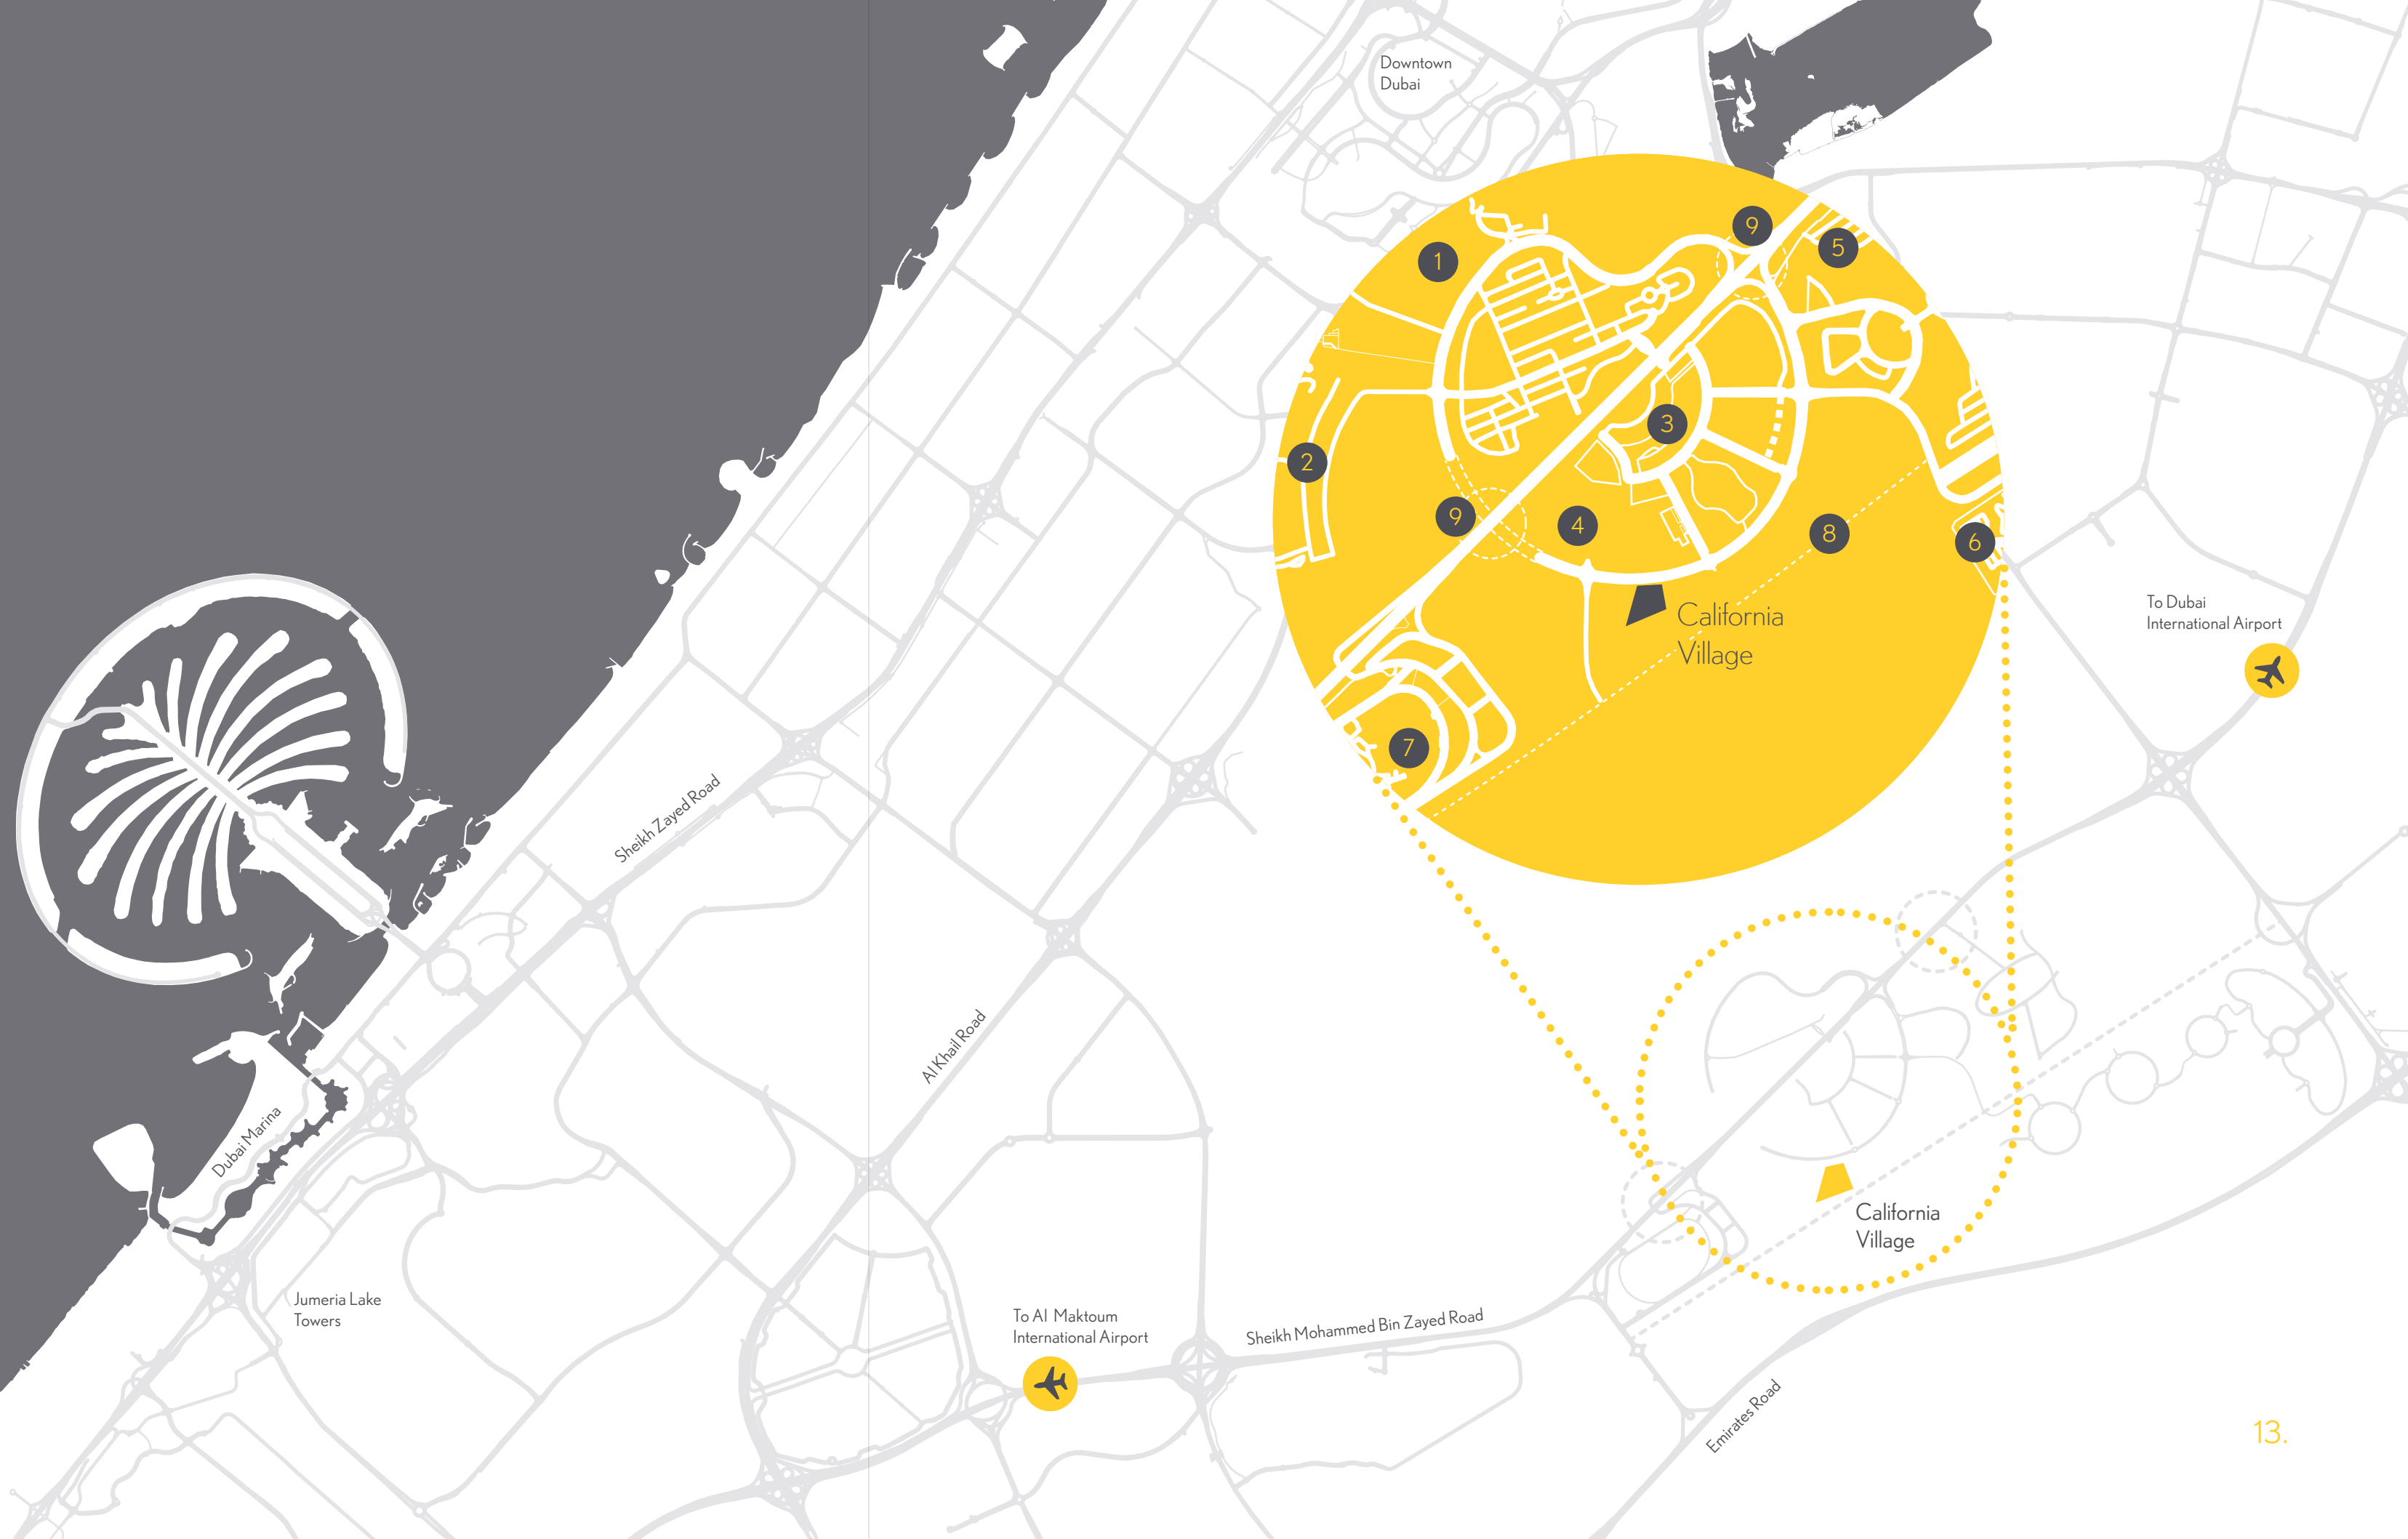 Downtown
Dubai
1
9
5
2
3
9
4
8
6
California
Village
7
To Dubai
International Airport
Sheikh Zayed Road
Al Khail Road
Dubai Marina
California
Village
Jumeria Lake
Towers
To Al Maktoum
International Airport
Sheikh Mohammed Bin Zayed Road
Emirates Road
13.